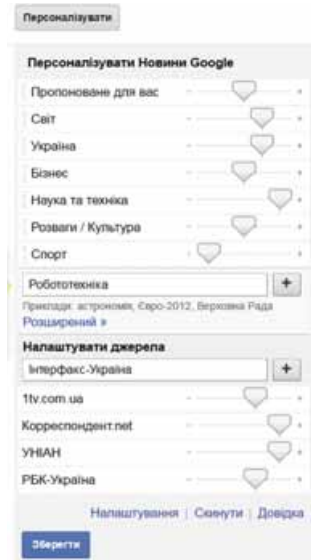 Персоналізувати
Персоналізувати Новини Google
Пропоноване для вас
Світ
Україна
Бізнес
Наука та техніка
Розваги / Культура
Спорт
Робототехніка +
Приклади: астрономія, Євро-2012, Верховна Рада
Розширений »
Налаштувати джерела
Інтерфакс-Україна +
1tv.com.ua
Корреспондент.net
УНІАН
РБК-Україна
Налаштування | Скинути | Довідка
Зберегти